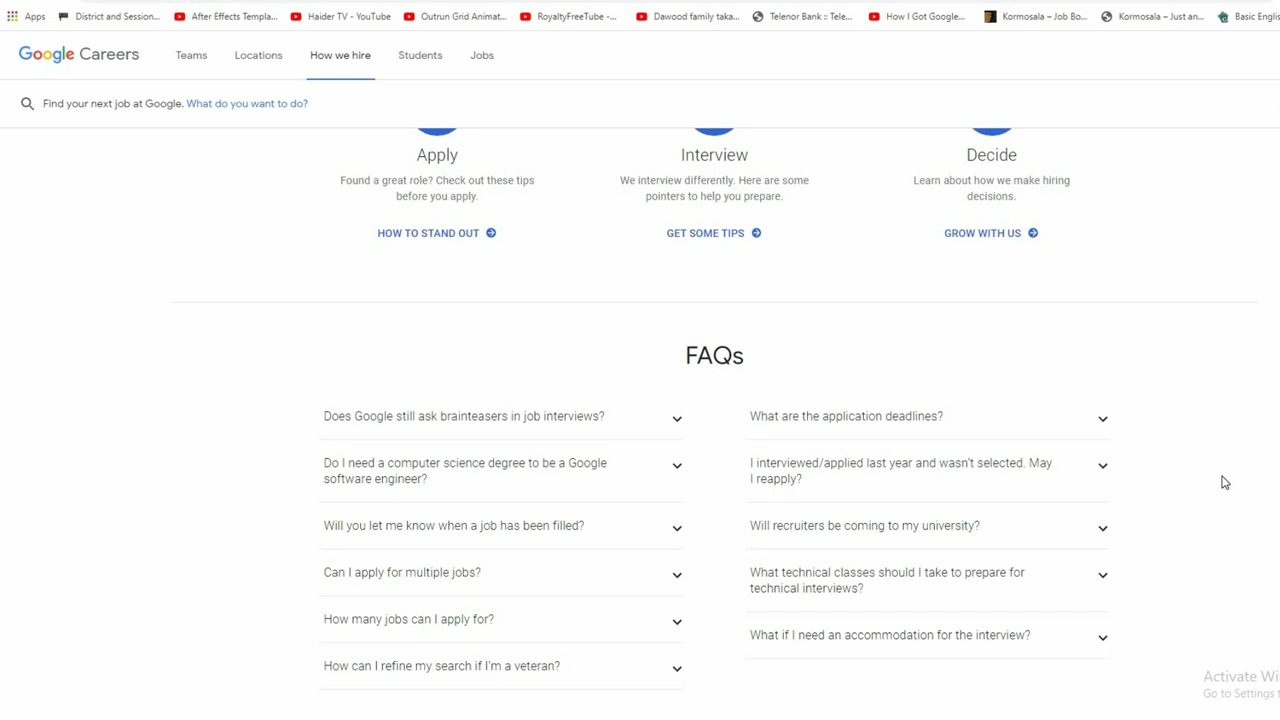 Apps District and Session... After Effects Templa... Haider TV - YouTube Outrun Grid Animat... RoyaltyFreeTube -... Dawood family taka... Telenor Bank :: Tele... How I Got Google... Kormosala – Job Bo... Kormosala – Just an... Basic Englis
Google Careers Teams Locations How we hire Students Jobs
Find your next job at Google. What do you want to do?
Apply
Found a great role? Check out these tips
before you apply.
HOW TO STAND OUT
Interview
We interview differently. Here are some
pointers to help you prepare.
GET SOME TIPS
Decide
Learn about how we make hiring
decisions.
GROW WITH US
FAQs
Does Google still ask brainteasers in job interviews?
Do I need a computer science degree to be a Google
software engineer?
Will you let me know when a job has been filled?
Can I apply for multiple jobs?
How many jobs can I apply for?
How can I refine my search if I'm a veteran?
What are the application deadlines?
I interviewed/applied last year and wasn't selected. May
I reapply?
Will recruiters be coming to my university?
What technical classes should I take to prepare for
technical interviews?
What if I need an accommodation for the interview?
Activate Wi
Go to Settings t